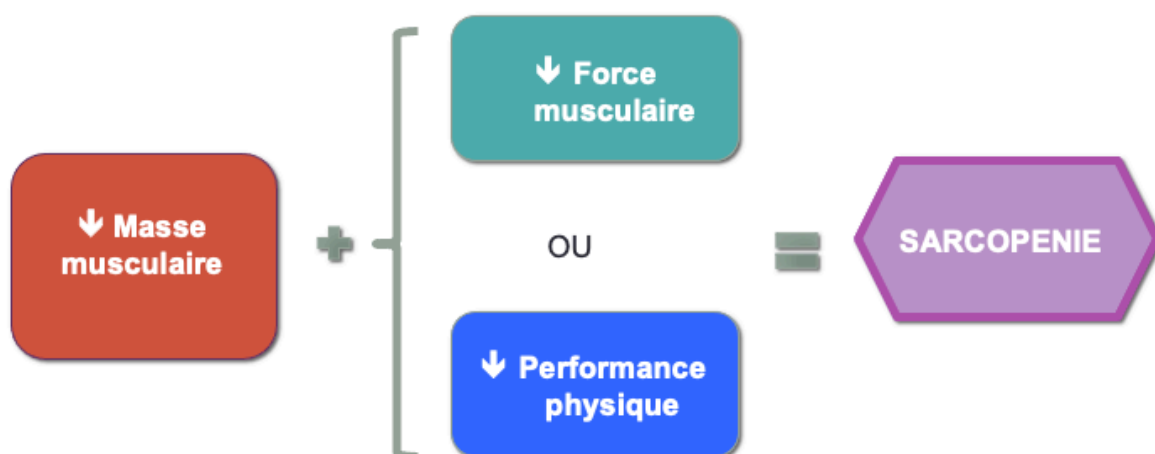 ↓ Masse
musculaire
+
↓ Force
musculaire
OU
↓ Performance
physique
=
SARCOPENIE